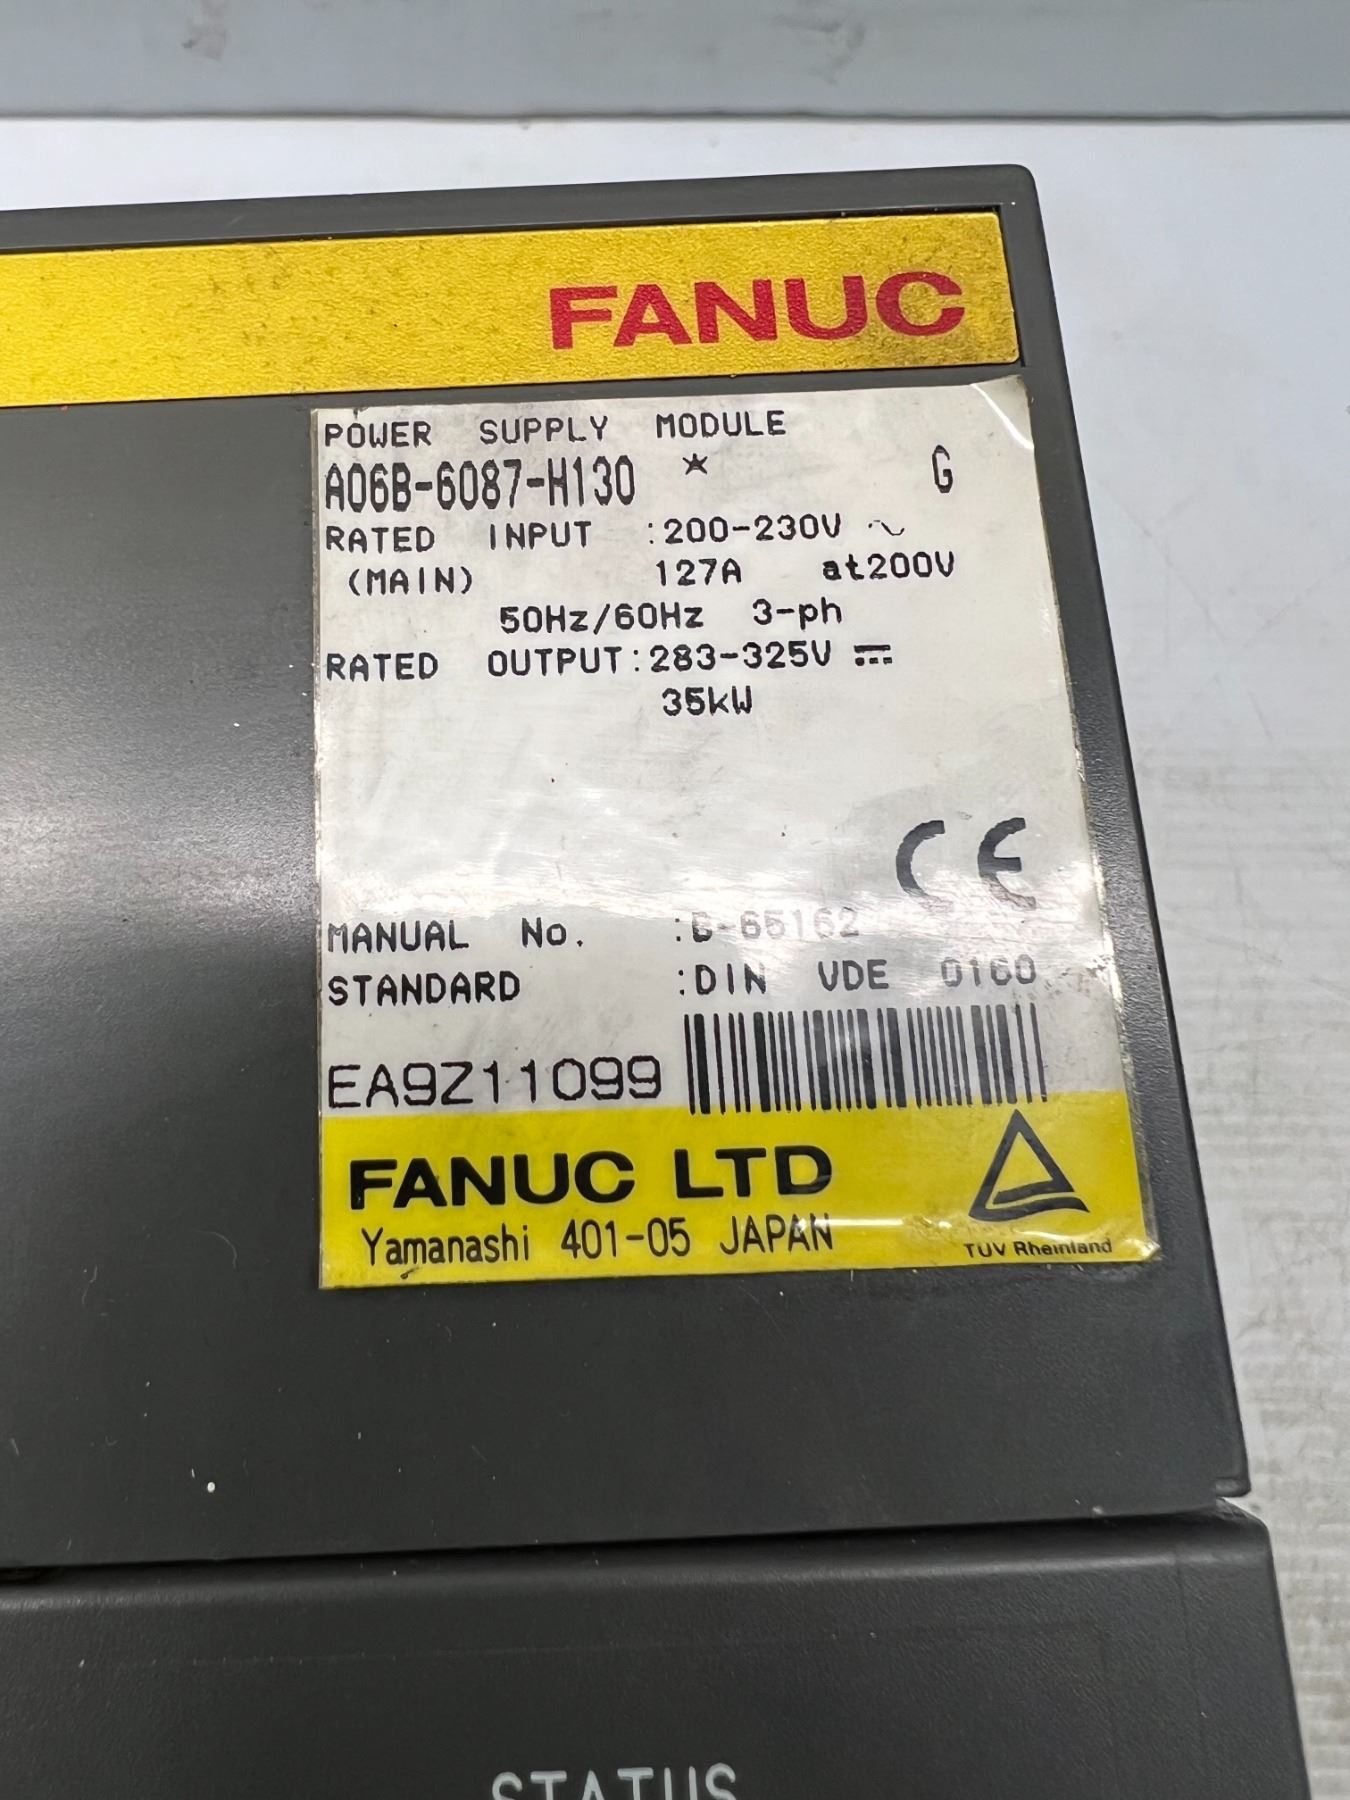 FANUC
POWER SUPPLY MODULE
A06B-6087-H130 * G
RATED INPUT :200-230V ~
(MAIN) 127A at200V
50Hz/60Hz 3-ph
RATED OUTPUT:283-325V ⎓
35kW
CE
MANUAL No. :B-65162
STANDARD :DIN VDE 0160
EA9Z11099
FANUC LTD
Yamanashi 401-05 JAPAN
TUV Rheinland
STATUS